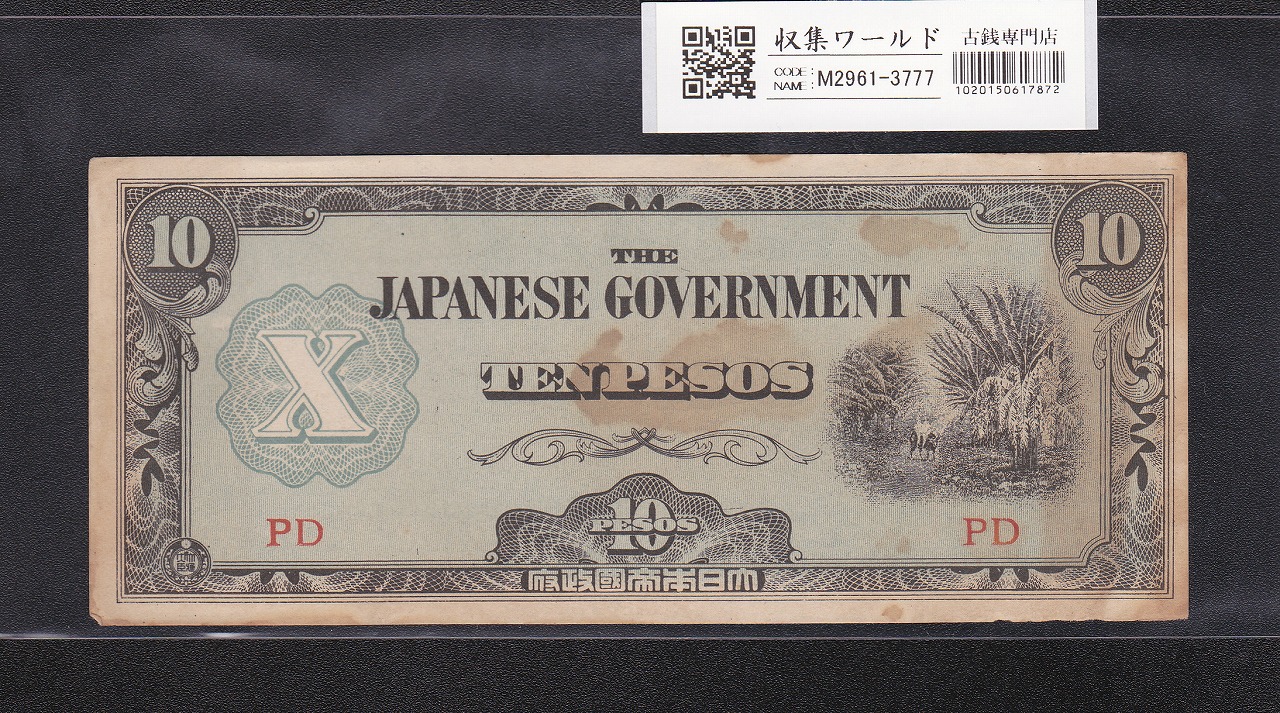 収集ワールド
古銭専門店
CODE NAME : M2961-3777
1020150617872
10
10
THE
JAPANESE GOVERNMENT
TEN PESOS
X
10
PESOS
PD
PD
府政國帝本日大